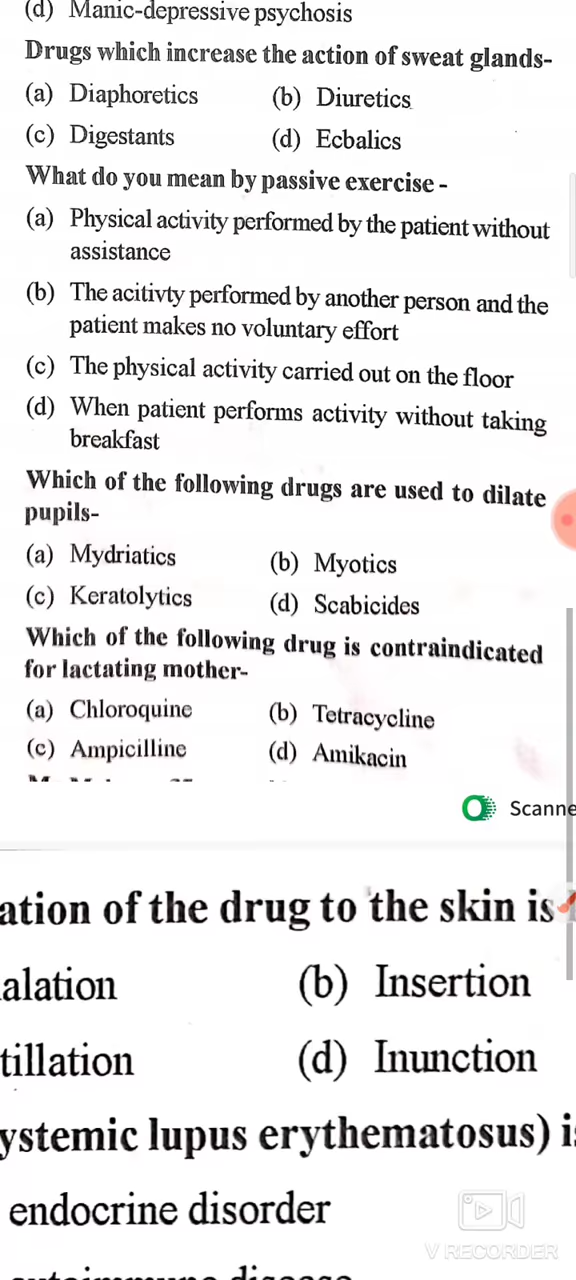 (d) Manic-depressive psychosis
Drugs which increase the action of sweat glands-
(a) Diaphoretics (b) Diuretics
(c) Digestants (d) Ecbalics
What do you mean by passive exercise -
(a) Physical activity performed by the patient without
assistance
(b) The acitivty performed by another person and the
patient makes no voluntary effort
(c) The physical activity carried out on the floor
(d) When patient performs activity without taking
breakfast
Which of the following drugs are used to dilate
pupils-
(a) Mydriatics (b) Myotics
(c) Keratolytics (d) Scabicides
Which of the following drug is contraindicated
for lactating mother-
(a) Chloroquine (b) Tetracycline
(c) Ampicilline (d) Amikacin
Scanne
ation of the drug to the skin is
alation (b) Insertion
tillation (d) Inunction
ystemic lupus erythematosus) is
endocrine disorder
V RECORDER